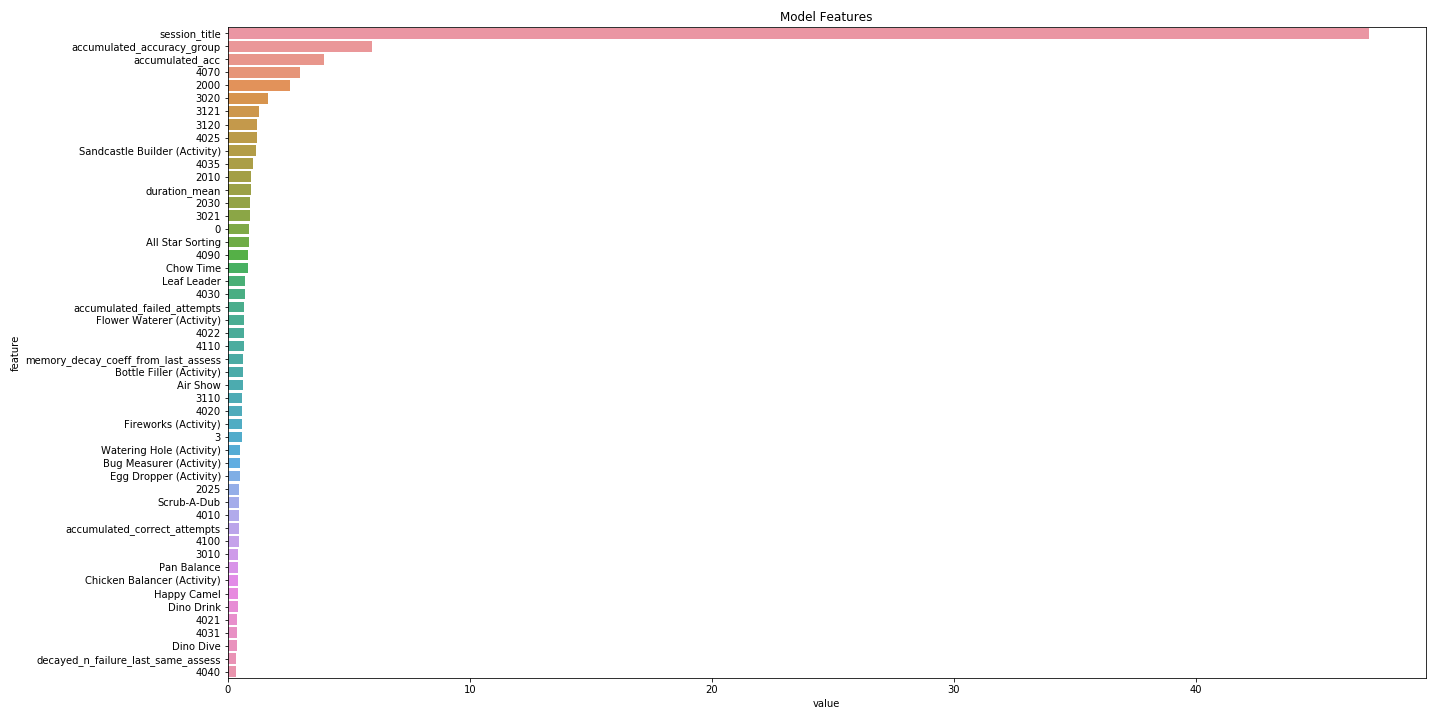 Model Features
session_title
accumulated_accuracy_group
accumulated_acc
4070
2000
3020
3121
3120
4025
Sandcastle Builder (Activity)
4035
2010
duration_mean
2030
3021
0
All Star Sorting
4090
Chow Time
Leaf Leader
4030
accumulated_failed_attempts
Flower Waterer (Activity)
4022
4110
memory_decay_coeff_from_last_assess
Bottle Filler (Activity)
Air Show
3110
4020
Fireworks (Activity)
3
Watering Hole (Activity)
Bug Measurer (Activity)
Egg Dropper (Activity)
2025
Scrub-A-Dub
4010
accumulated_correct_attempts
4100
3010
Pan Balance
Chicken Balancer (Activity)
Happy Camel
Dino Drink
4021
4031
Dino Dive
decayed_n_failure_last_same_assess
4040
feature
0 10 20 30 40
value